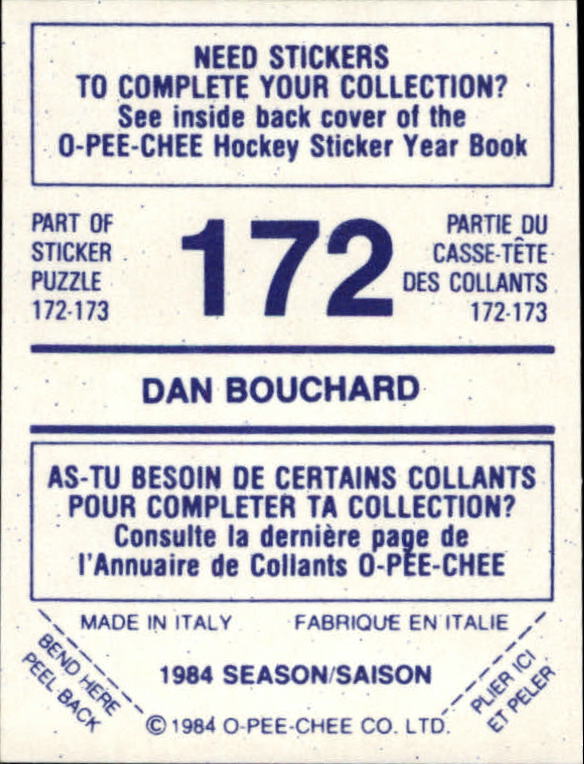 NEED STICKERS
TO COMPLETE YOUR COLLECTION?
See inside back cover of the
O-PEE-CHEE Hockey Sticker Year Book
PART OF
STICKER
PUZZLE
172-173
172
PARTIE DU
CASSE-TÊTE
DES COLLANTS
172-173
DAN BOUCHARD
AS-TU BESOIN DE CERTAINS COLLANTS
POUR COMPLETER TA COLLECTION?
Consulte la dernière page de
l'Annuaire de Collants O-PEE-CHEE
MADE IN ITALY FABRIQUE EN ITALIE
BEND HERE
PEEL BACK
1984 SEASON/SAISON
PLIER ICI
ET PELER
© 1984 O-PEE-CHEE CO. LTD.